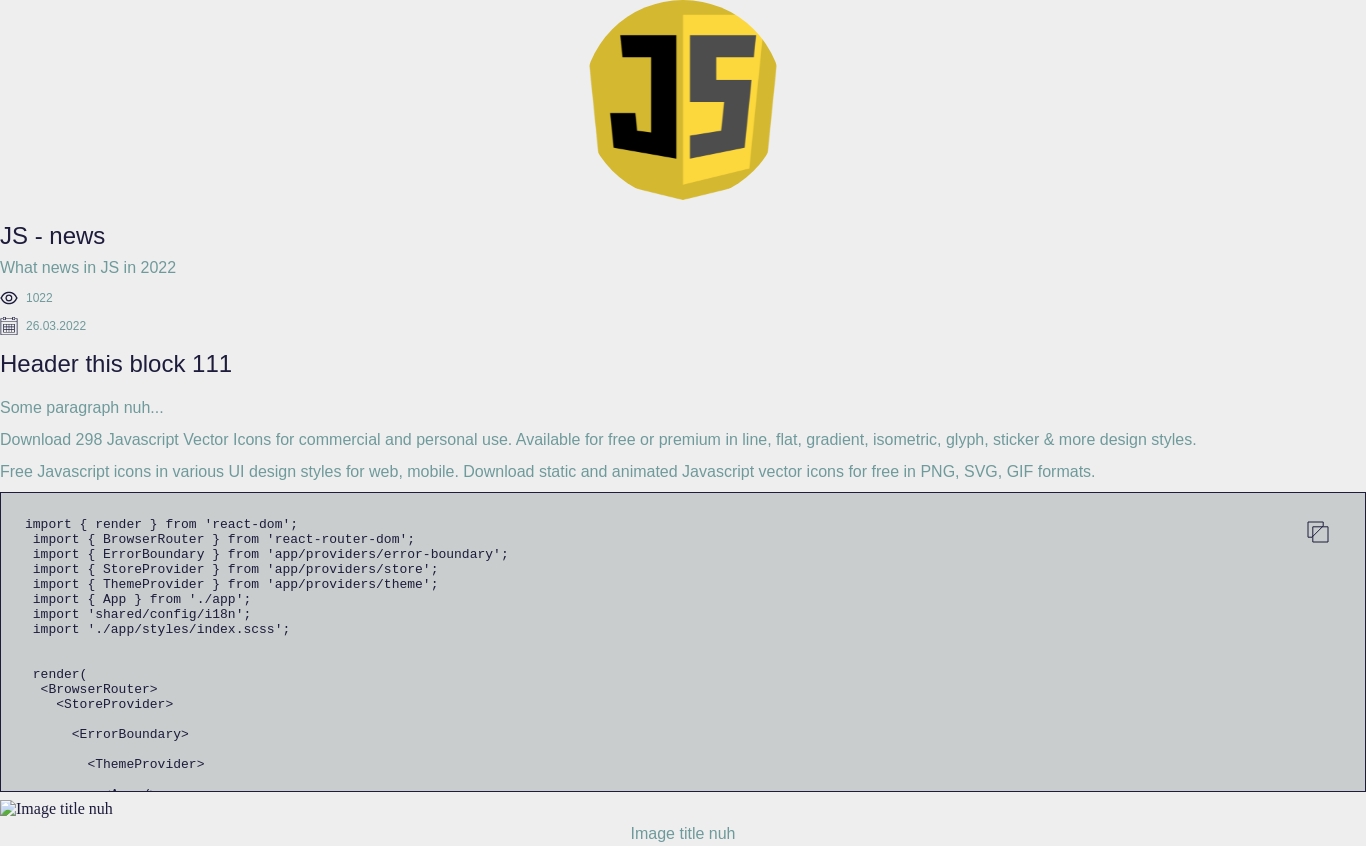 JS
JS - news
What news in JS in 2022
1022
26.03.2022
Header this block 111
Some paragraph nuh...
Download 298 Javascript Vector Icons for commercial and personal use. Available for free or premium in line, flat, gradient, isometric, glyph, sticker & more design styles.
Free Javascript icons in various UI design styles for web, mobile. Download static and animated Javascript vector icons for free in PNG, SVG, GIF formats.
import { render } from 'react-dom';
import { BrowserRouter } from 'react-router-dom';
import { ErrorBoundary } from 'app/providers/error-boundary';
import { StoreProvider } from 'app/providers/store';
import { ThemeProvider } from 'app/providers/theme';
import { App } from './app';
import 'shared/config/i18n';
import './app/styles/index.scss';
render(
<BrowserRouter>
<StoreProvider>
<ErrorBoundary>
<ThemeProvider>
Image title nuh
Image title nuh